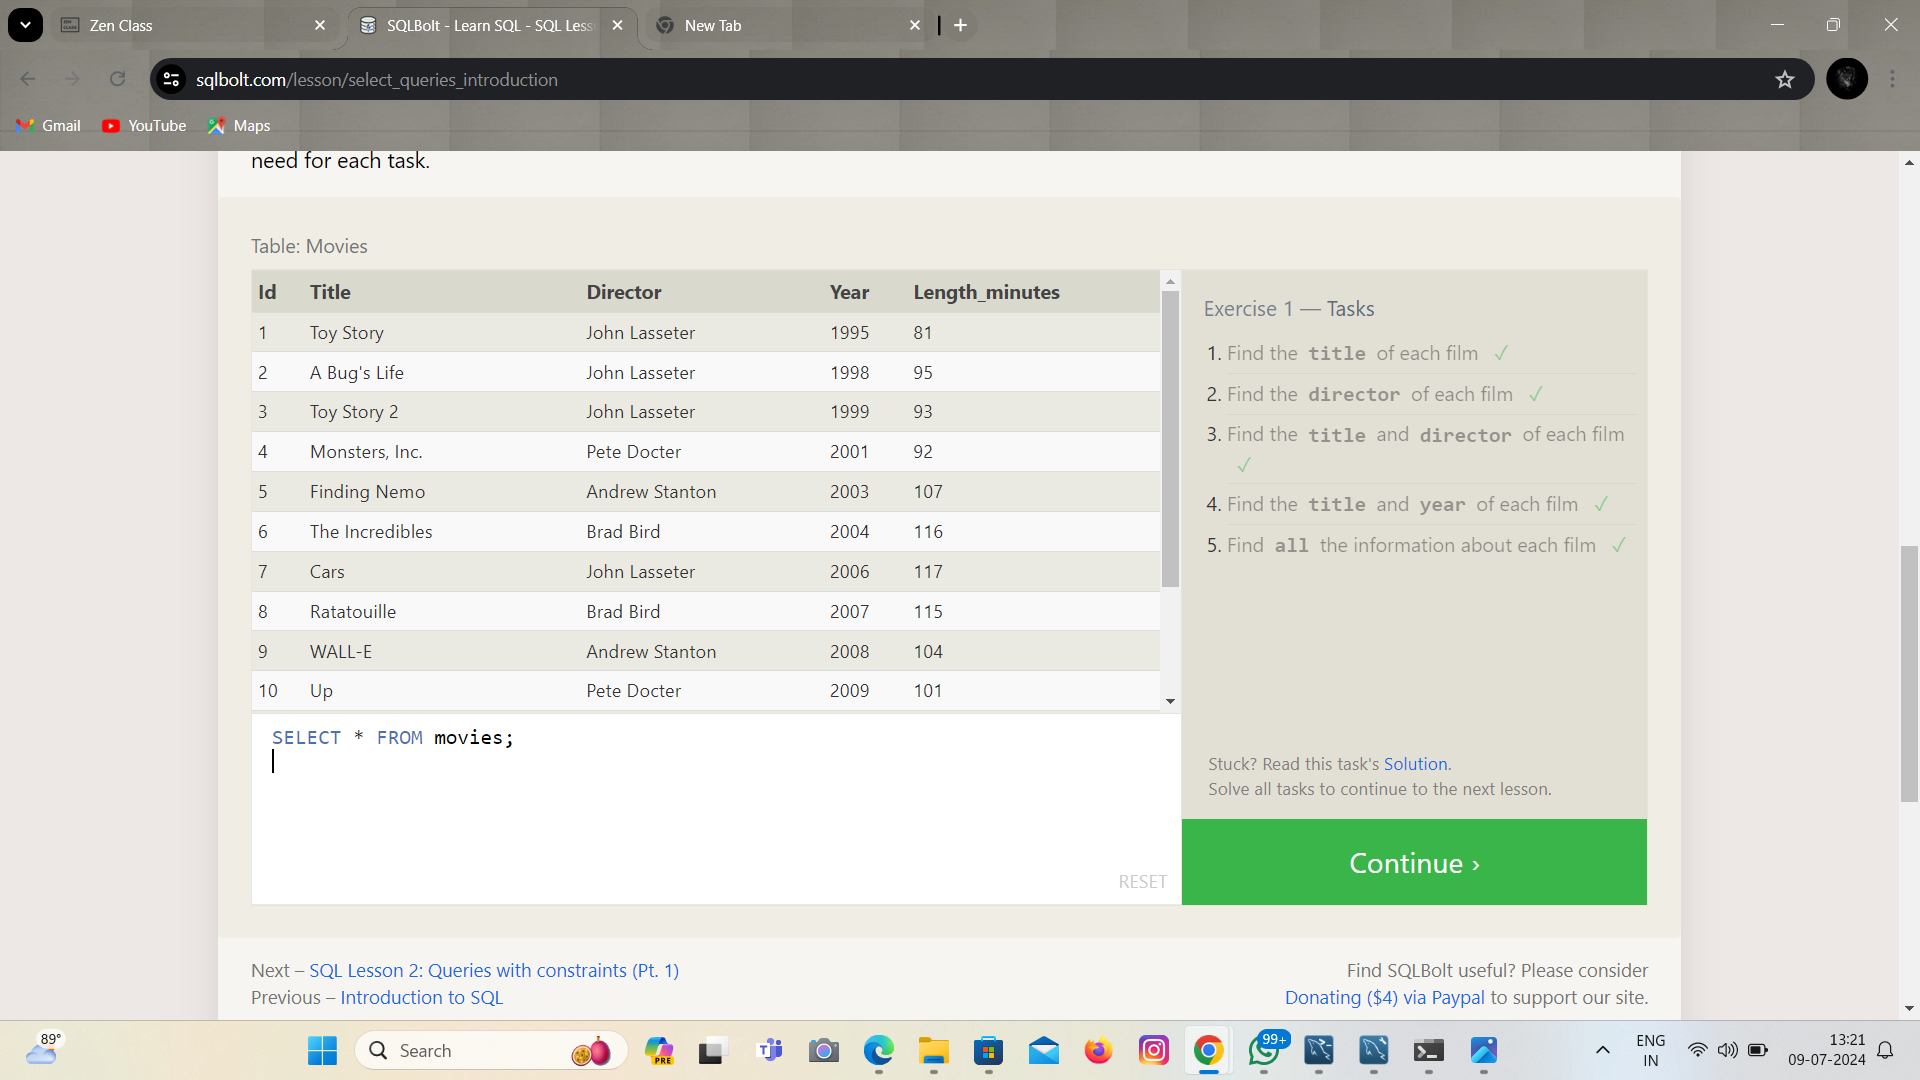 Zen Class
SQLBolt - Learn SQL - SQL Less
New Tab
sqlbolt.com/lesson/select_queries_introduction
Gmail
YouTube
Maps
need for each task.
Table: Movies
Id Title Director Year Length_minutes
1 Toy Story John Lasseter 1995 81
2 A Bug's Life John Lasseter 1998 95
3 Toy Story 2 John Lasseter 1999 93
4 Monsters, Inc. Pete Docter 2001 92
5 Finding Nemo Andrew Stanton 2003 107
6 The Incredibles Brad Bird 2004 116
7 Cars John Lasseter 2006 117
8 Ratatouille Brad Bird 2007 115
9 WALL-E Andrew Stanton 2008 104
10 Up Pete Docter 2009 101
SELECT * FROM movies;
RESET
Exercise 1 — Tasks
1. Find the title of each film ✓
2. Find the director of each film ✓
3. Find the title and director of each film
✓
4. Find the title and year of each film ✓
5. Find all the information about each film ✓
Stuck? Read this task's Solution.
Solve all tasks to continue to the next lesson.
Continue ›
Next – SQL Lesson 2: Queries with constraints (Pt. 1)
Previous – Introduction to SQL
Find SQLBolt useful? Please consider
Donating ($4) via Paypal to support our site.
89°
Search
PRE
99+
ENG
IN
13:21
09-07-2024